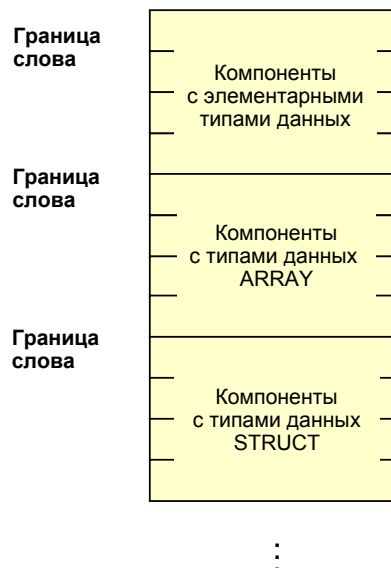 Граница
слова
Компоненты
с элементарными
типами данных
Граница
слова
Компоненты
с типами данных
ARRAY
Граница
слова
Компоненты
с типами данных
STRUCT